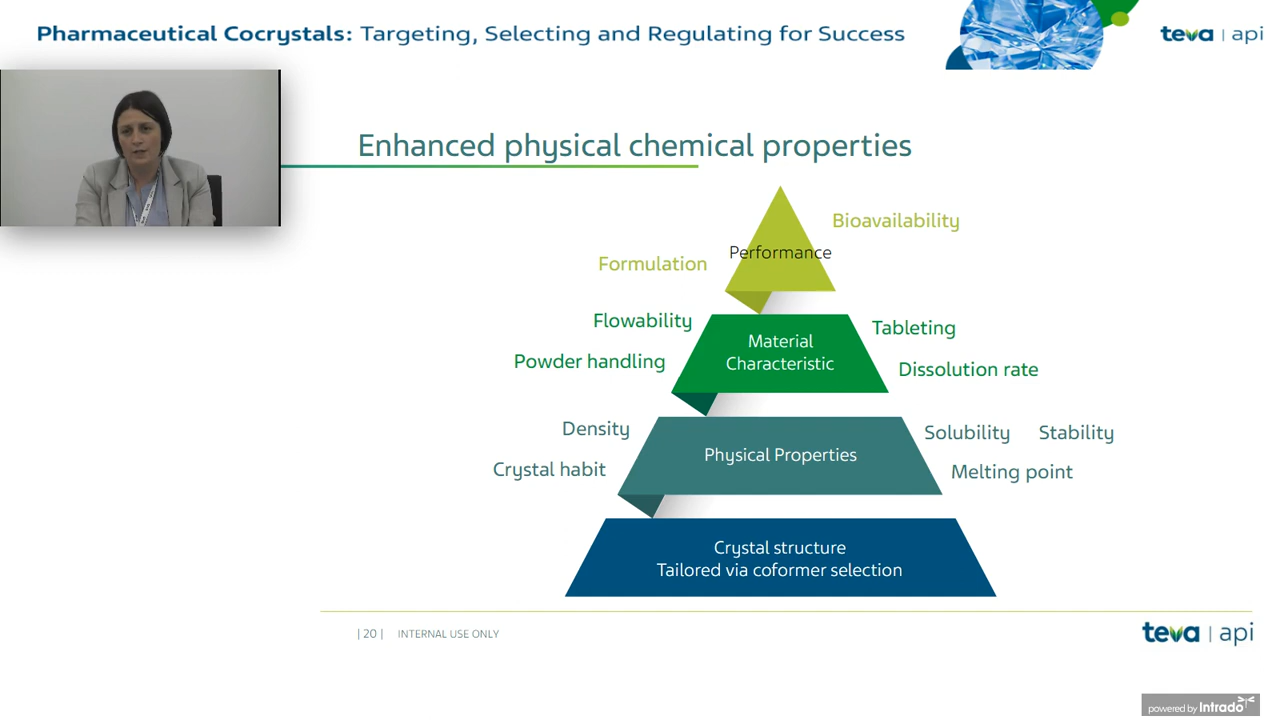 Pharmaceutical Cocrystals: Targeting, Selecting and Regulating for Success
teva | api
Enhanced physical chemical properties
Bioavailability
Performance
Formulation
Flowability
Tableting
Material
Characteristic
Powder handling
Dissolution rate
Density
Solubility
Stability
Physical Properties
Crystal habit
Melting point
Crystal structure
Tailored via coformer selection
| 20 |
INTERNAL USE ONLY
teva | api
powered by Intrado